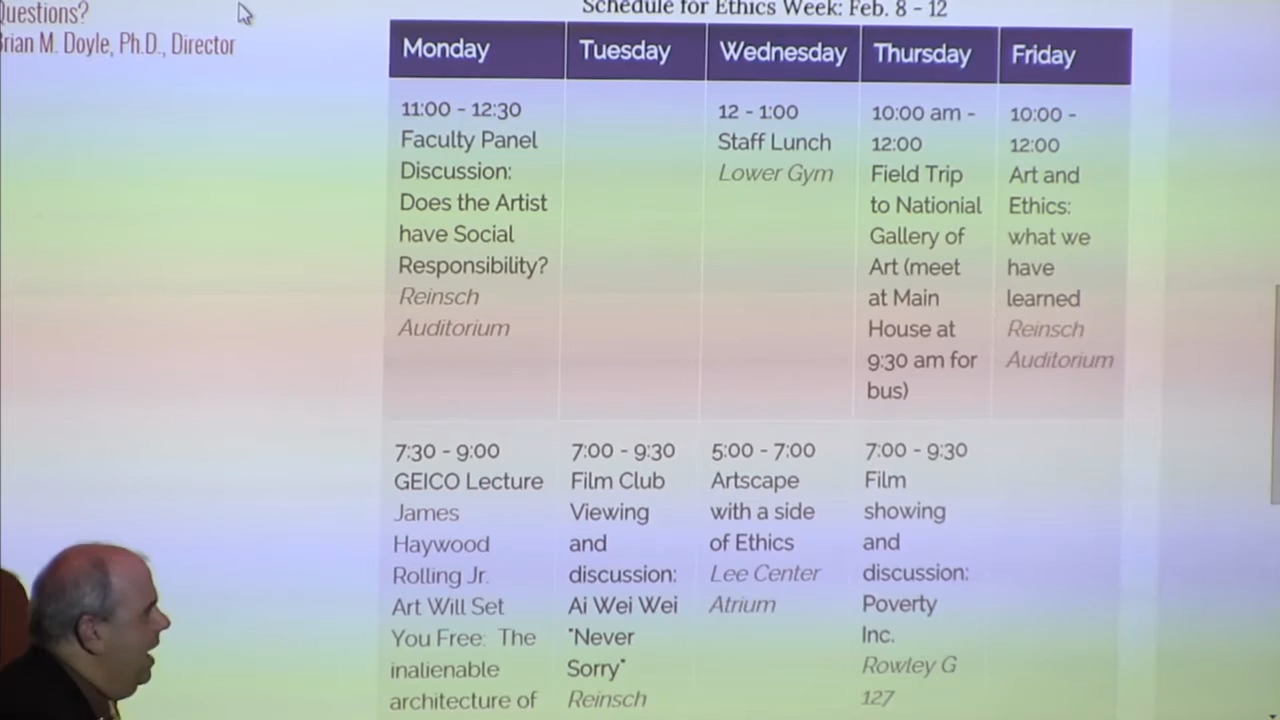 Questions?
Brian M. Doyle, Ph.D., Director
Schedule for Ethics Week: Feb. 8 - 12
Monday
Tuesday
Wednesday
Thursday
Friday
11:00 - 12:30
Faculty Panel
Discussion:
Does the Artist
have Social
Responsibility?
Reinsch
Auditorium
12 - 1:00
Staff Lunch
Lower Gym
10:00 am -
12:00
Field Trip
to Nationial
Gallery of
Art (meet
at Main
House at
9:30 am for
bus)
10:00 -
12:00
Art and
Ethics:
what we
have
learned
Reinsch
Auditorium
7:30 - 9:00
GEICO Lecture
James
Haywood
Rolling Jr.
Art Will Set
You Free: The
inalienable
architecture of
7:00 - 9:30
Film Club
Viewing
and
discussion:
Ai Wei Wei
"Never
Sorry"
Reinsch
5:00 - 7:00
Artscape
with a side
of Ethics
Lee Center
Atrium
7:00 - 9:30
Film
showing
and
discussion:
Poverty
Inc.
Rowley G
127